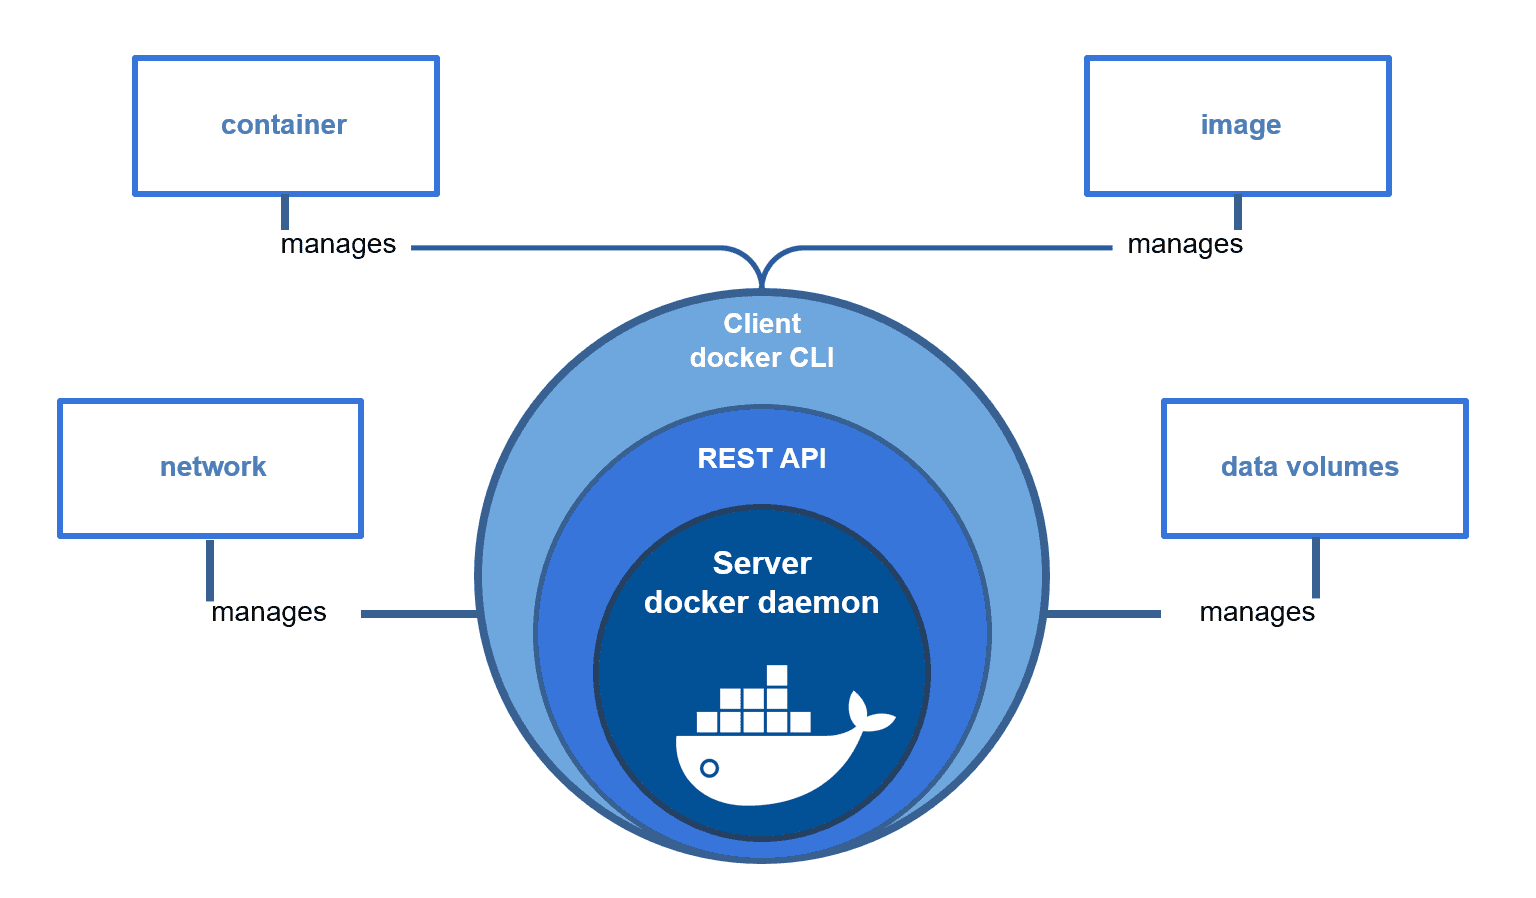 container
image
manages
manages
Client
docker CLI
REST API
network
data volumes
Server
docker daemon
manages
manages